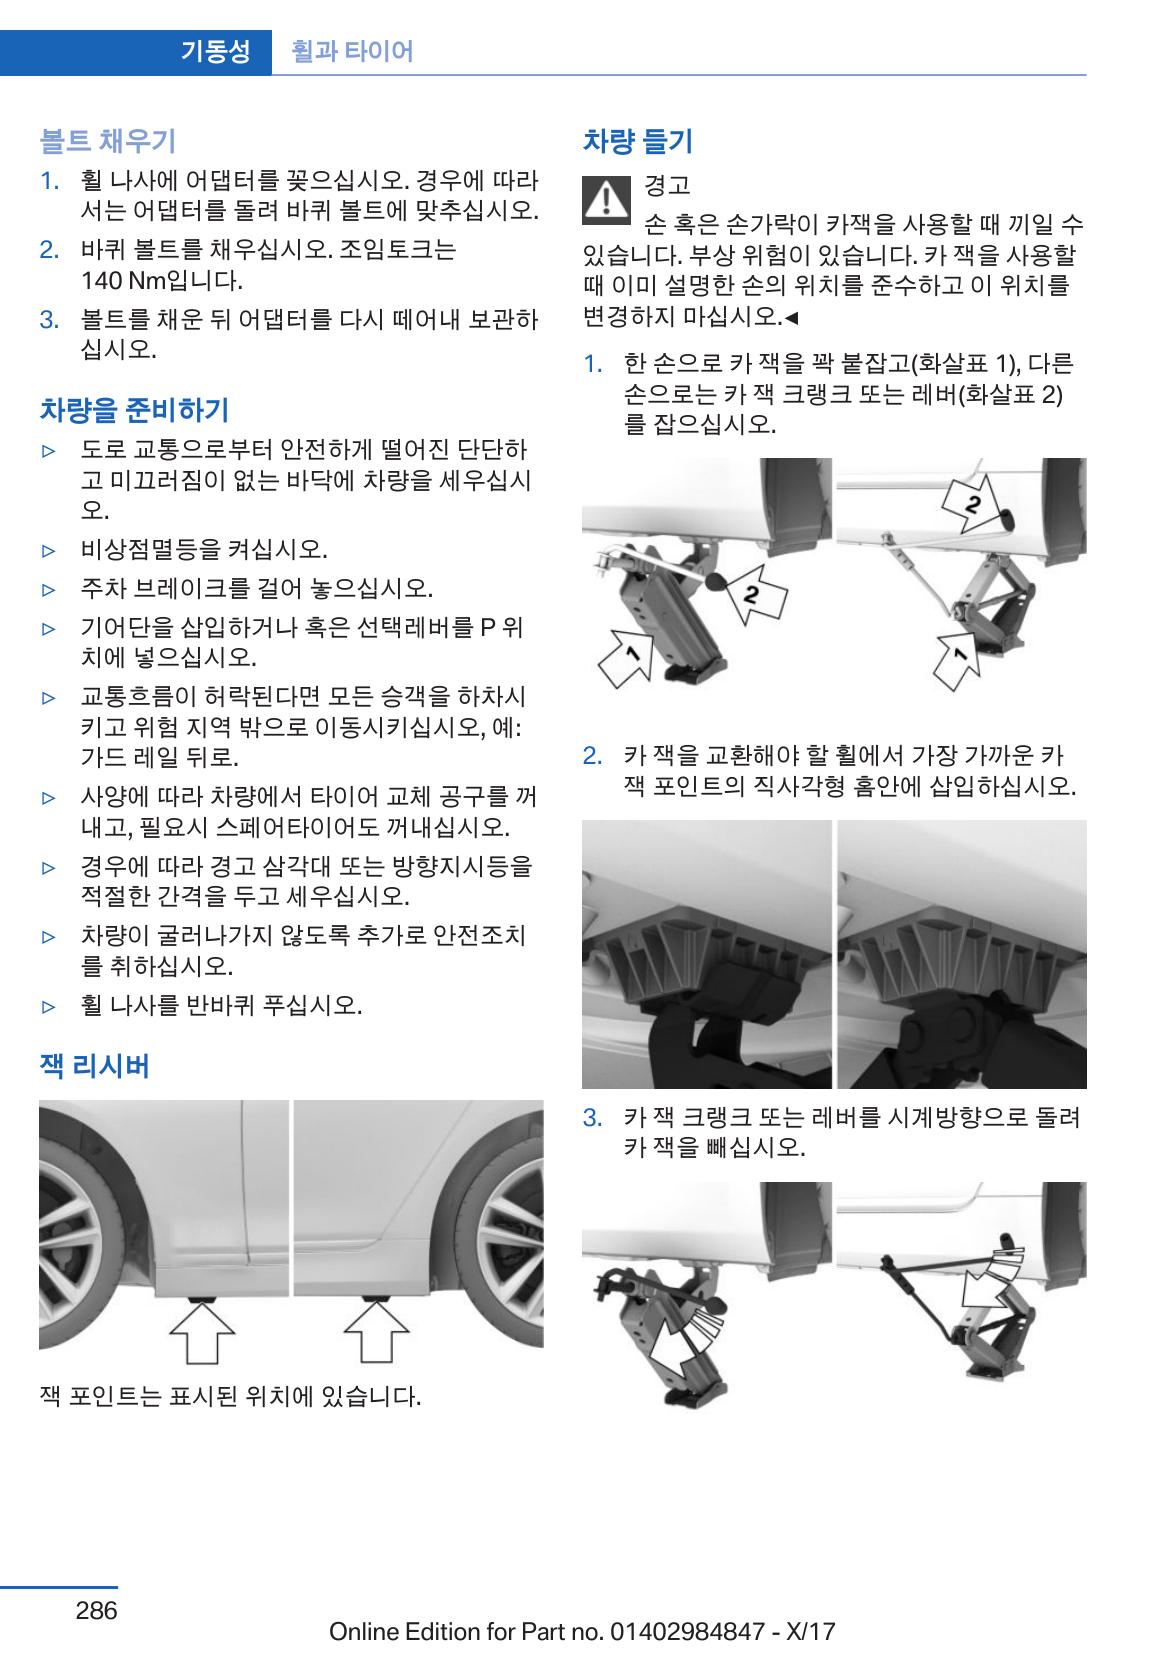 기동성 휠과 타이어
볼트 채우기
1. 휠 나사에 어댑터를 꽂으십시오. 경우에 따라
서는 어댑터를 돌려 바퀴 볼트에 맞추십시오.
2. 바퀴 볼트를 채우십시오. 조임토크는
140 Nm입니다.
3. 볼트를 채운 뒤 어댑터를 다시 떼어내 보관하
십시오.
차량을 준비하기
▷ 도로 교통으로부터 안전하게 떨어진 단단하
고 미끄러짐이 없는 바닥에 차량을 세우십시
오.
▷ 비상점멸등을 켜십시오.
▷ 주차 브레이크를 걸어 놓으십시오.
▷ 기어단을 삽입하거나 혹은 선택레버를 P 위
치에 넣으십시오.
▷ 교통흐름이 허락된다면 모든 승객을 하차시
키고 위험 지역 밖으로 이동시키십시오, 예:
가드 레일 뒤로.
▷ 사양에 따라 차량에서 타이어 교체 공구를 꺼
내고, 필요시 스페어타이어도 꺼내십시오.
▷ 경우에 따라 경고 삼각대 또는 방향지시등을
적절한 간격을 두고 세우십시오.
▷ 차량이 굴러나가지 않도록 추가로 안전조치
를 취하십시오.
▷ 휠 나사를 반바퀴 푸십시오.
잭 리시버
잭 포인트는 표시된 위치에 있습니다.
차량 들기
경고
손 혹은 손가락이 카잭을 사용할 때 끼일 수
있습니다. 부상 위험이 있습니다. 카 잭을 사용할
때 이미 설명한 손의 위치를 준수하고 이 위치를
변경하지 마십시오.◄
1. 한 손으로 카 잭을 꽉 붙잡고(화살표 1), 다른
손으로는 카 잭 크랭크 또는 레버(화살표 2)
를 잡으십시오.
2
2
1
1
2. 카 잭을 교환해야 할 휠에서 가장 가까운 카
잭 포인트의 직사각형 홈안에 삽입하십시오.
3. 카 잭 크랭크 또는 레버를 시계방향으로 돌려
카 잭을 빼십시오.
286
Online Edition for Part no. 01402984847 - X/17